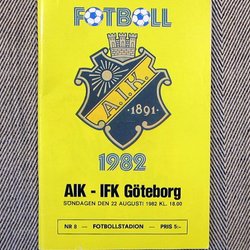 FOTBOLL
A.I.K.
1891
1982
AIK - IFK Göteborg
SÖNDAGEN DEN 22 AUGUSTI 1982 KL. 18.00
NR 8 — FOTBOLLSTADION — PRIS 5:-